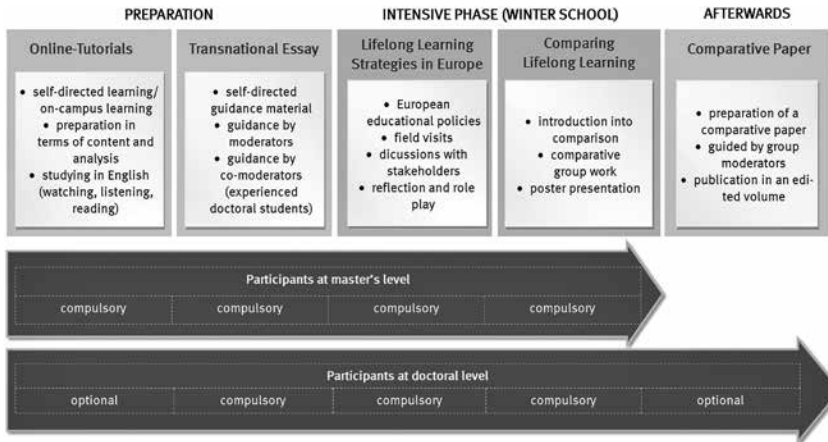 PREPARATION
INTENSIVE PHASE (WINTER SCHOOL)
AFTERWARDS
Online-Tutorials
• self-directed learning/
on-campus learning
• preparation in
terms of content and
analysis
• studying in English
(watching, listening,
reading)
Transnational Essay
• self-directed
guidance material
• guidance by
moderators
• guidance by
co-moderators
(experienced
doctoral students)
Lifelong Learning
Strategies in Europe
• European
educational policies
• field visits
• dicussions with
stakeholders
• reflection and role
play
Comparing
Lifelong Learning
• introduction into
comparison
• comparative
group work
• poster presentation
Comparative Paper
• preparation of a
comparative paper
• guided by group
moderators
• publication in an edi-
ted volume
Participants at master's level
compulsory compulsory compulsory compulsory
Participants at doctoral level
optional compulsory compulsory compulsory optional